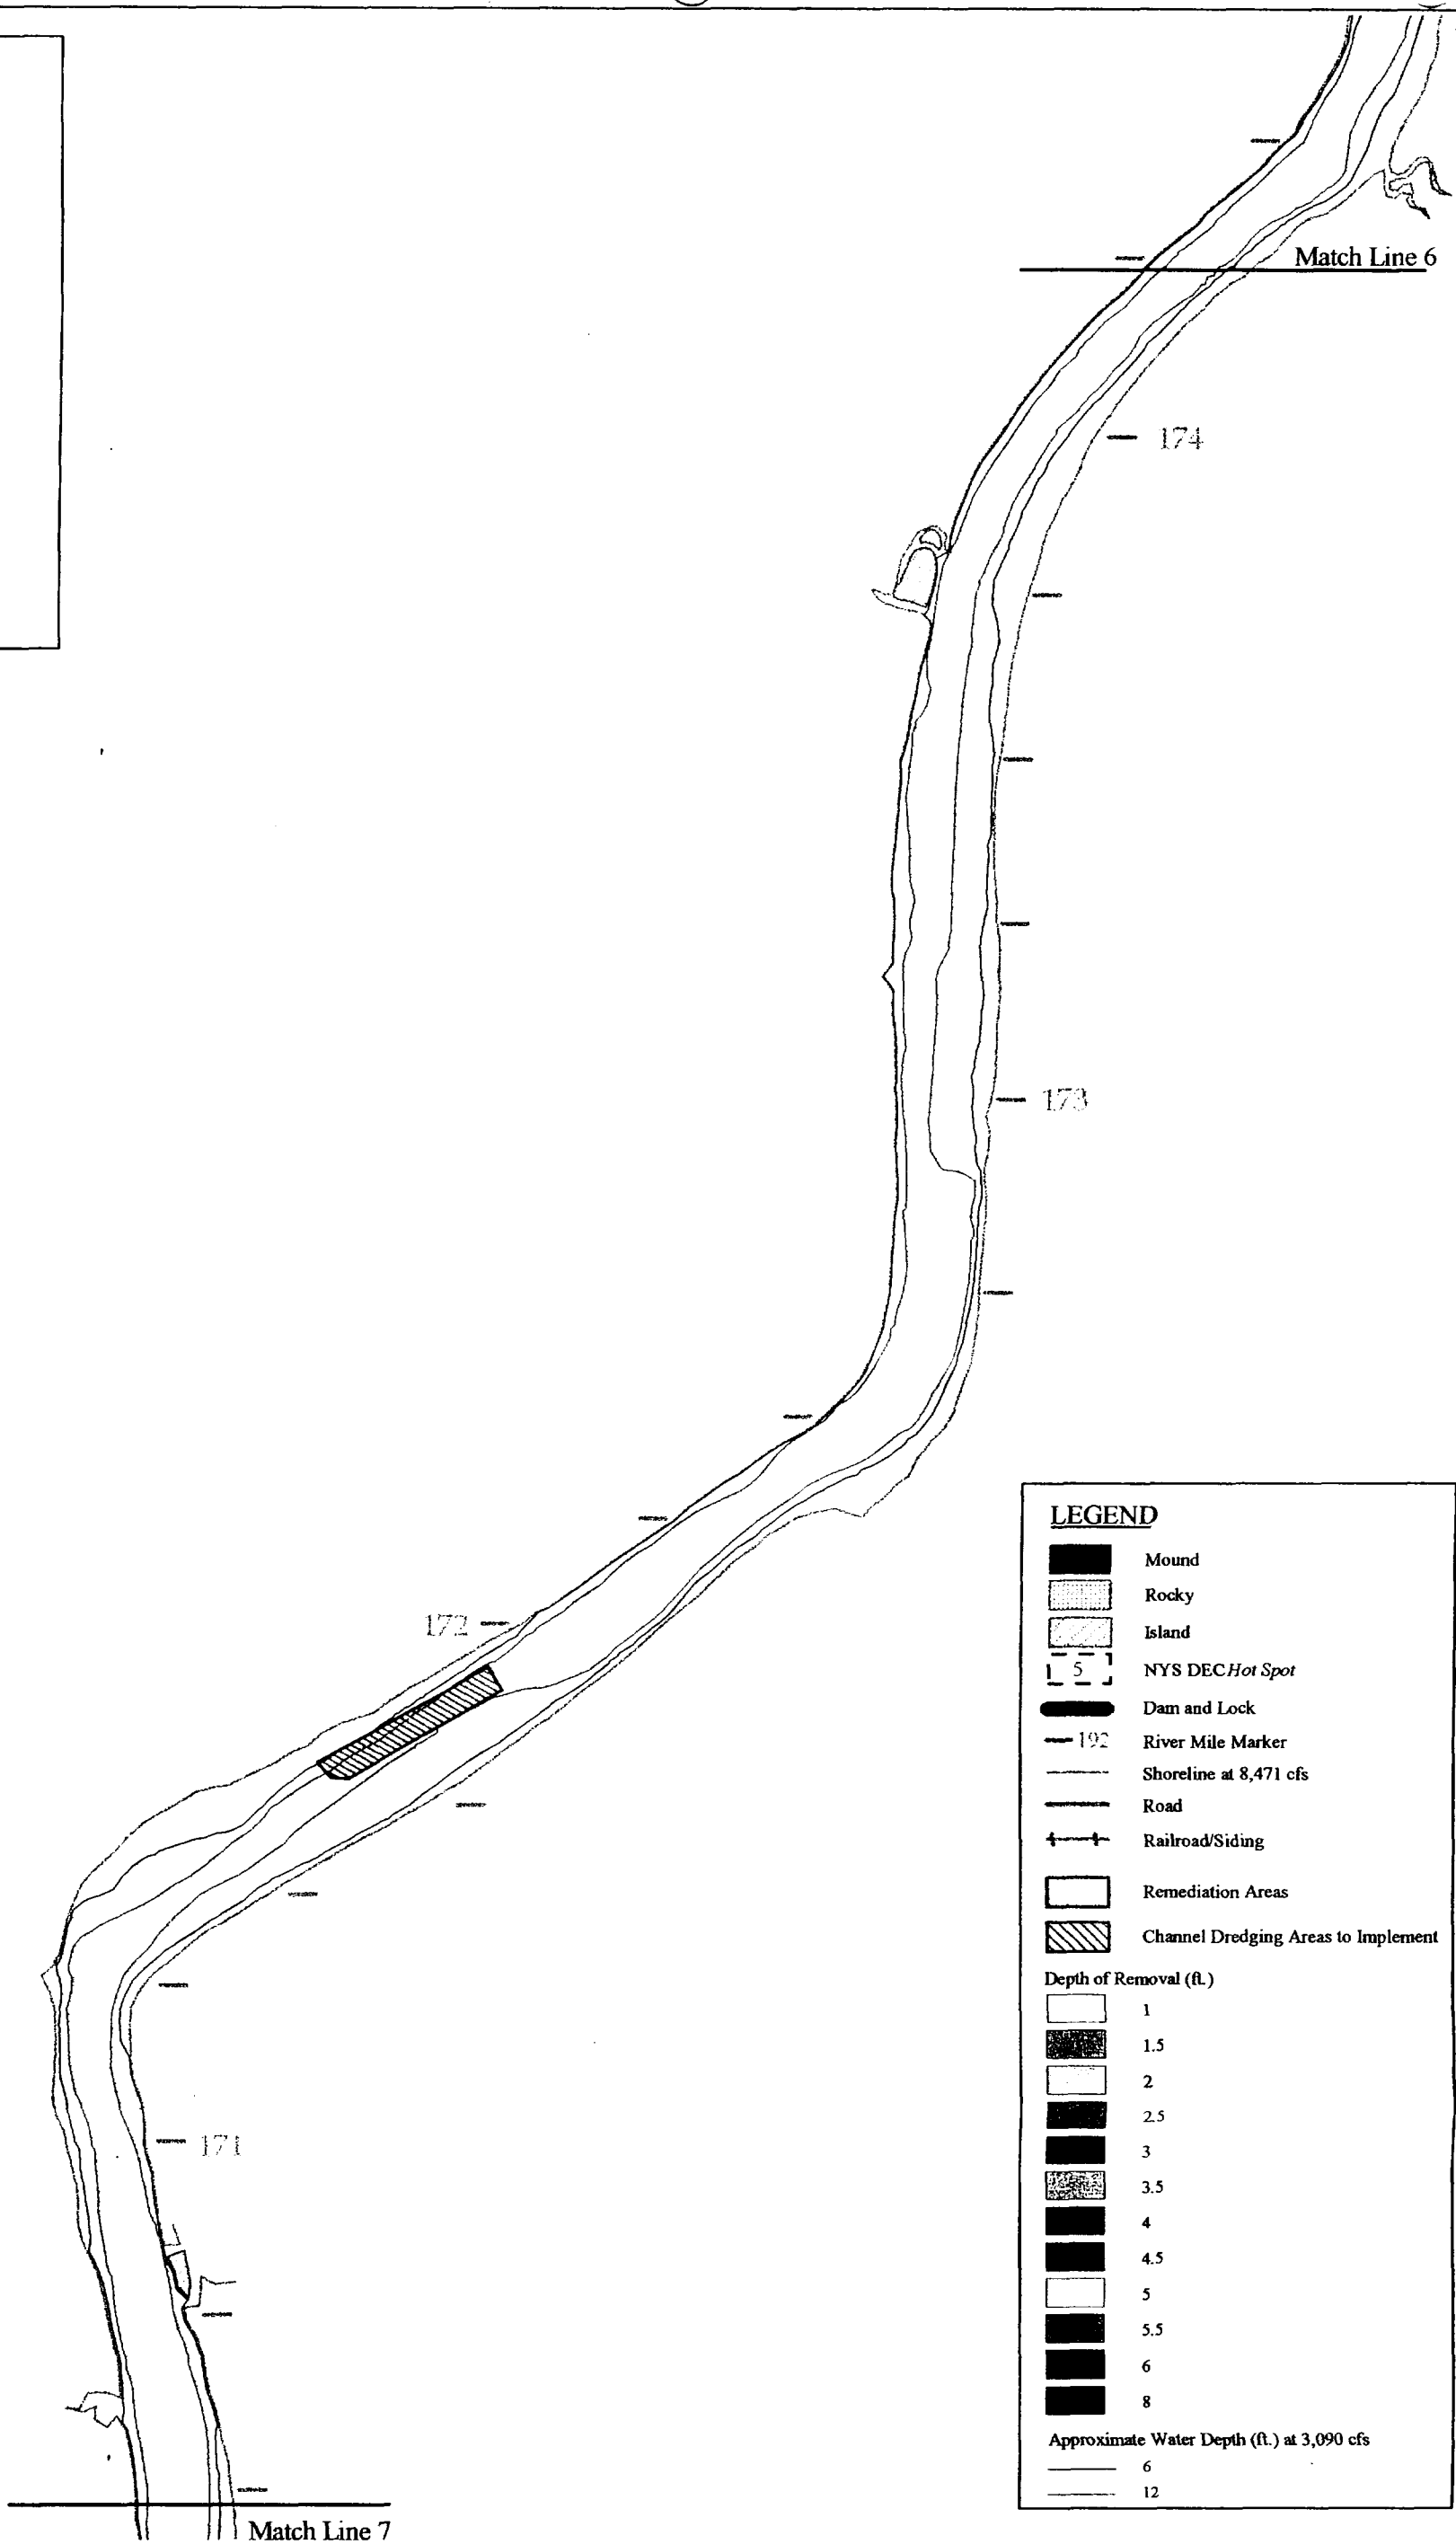 Match Line 6
174
173
172
171
Match Line 7
LEGEND
Mound
Rocky
Island
5 NYS DEC Hot Spot
Dam and Lock
192 River Mile Marker
Shoreline at 8,471 cfs
Road
Railroad/Siding
Remediation Areas
Channel Dredging Areas to Implement
Depth of Removal (ft.)
1
1.5
2
2.5
3
3.5
4
4.5
5
5.5
6
8
Approximate Water Depth (ft.) at 3,090 cfs
6
12